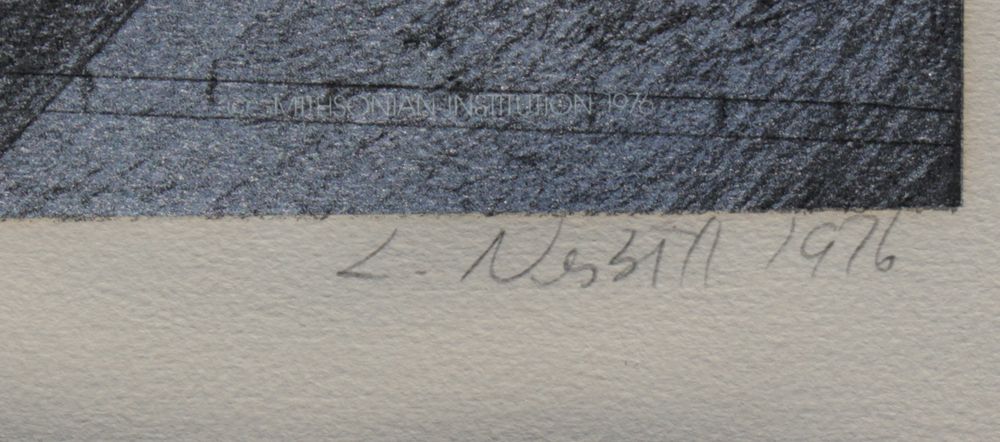 © SMITHSONIAN INSTITUTION 1976
L. Nesbitt 1976